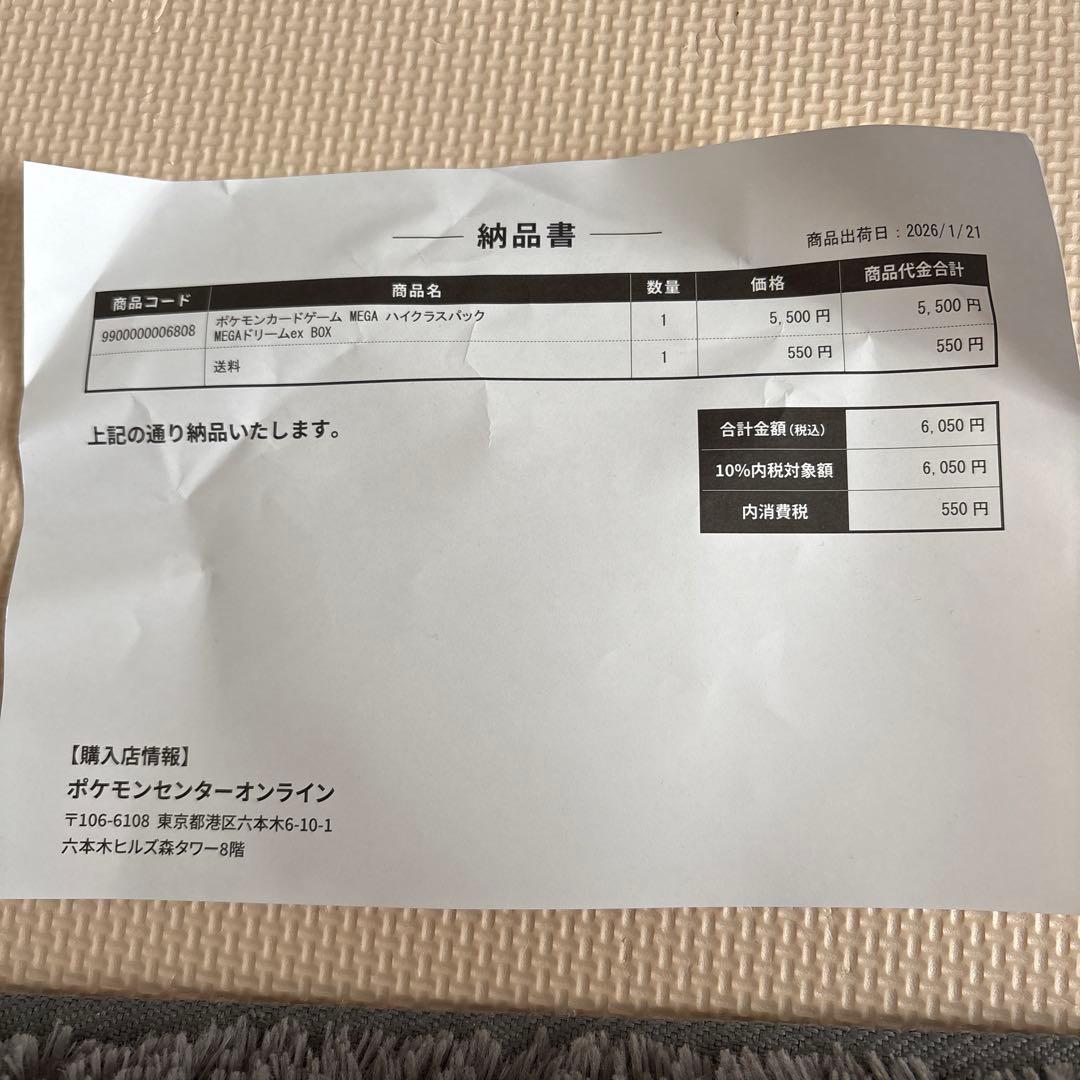 納品書
商品出荷日：2026/1/21
商品コード 商品名 数量 価格 商品代金合計
9900000006808 ポケモンカードゲーム MEGA ハイクラスパック 1 5,500 円 5,500 円
MEGAドリームex BOX
送料 1 550 円 550 円
上記の通り納品いたします。
合計金額(税込) 6,050 円
10%内税対象額 6,050 円
内消費税 550 円
【購入店情報】
ポケモンセンターオンライン
〒106-6108 東京都港区六本木6-10-1
六本木ヒルズ森タワー8階